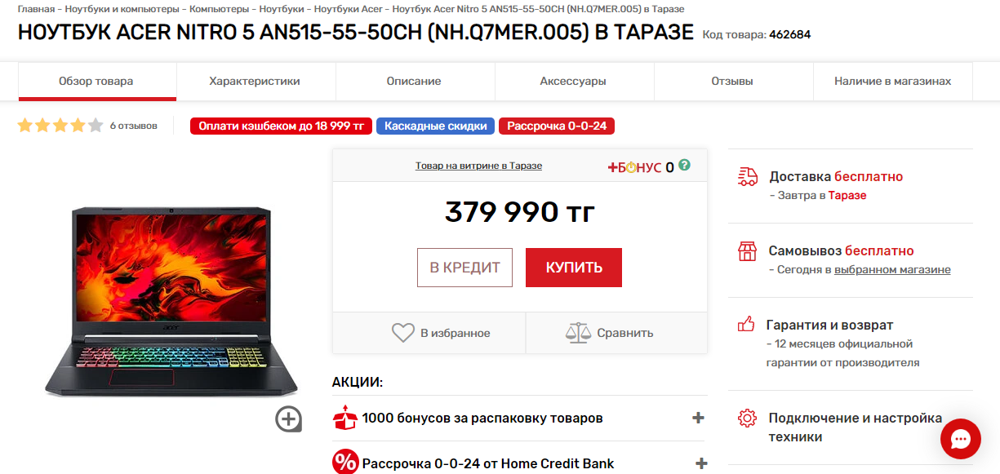 Главная - Ноутбуки и компьютеры - Компьютеры - Ноутбуки - Ноутбуки Acer - Ноутбук Acer Nitro 5 AN515-55-50CH (NH.Q7MER.005) в Таразе
НОУТБУК ACER NITRO 5 AN515-55-50CH (NH.Q7MER.005) В ТАРАЗЕ Код товара: 462684
Обзор товара Характеристики Описание Аксессуары Отзывы Наличие в магазинах
6 отзывов Оплати кэшбеком до 18 999 тг Каскадные скидки Рассрочка 0-0-24
Товар на витрине в Таразе +БОНУС 0 ?
379 990 тг
В КРЕДИТ КУПИТЬ
В избранное Сравнить
АКЦИИ:
1000 бонусов за распаковку товаров +
% Рассрочка 0-0-24 от Home Credit Bank +
Доставка бесплатно
- Завтра в Таразе
Самовывоз бесплатно
- Сегодня в выбранном магазине
Гарантия и возврат
- 12 месяцев официальной
гарантии от производителя
Подключение и настройка
техники
acer